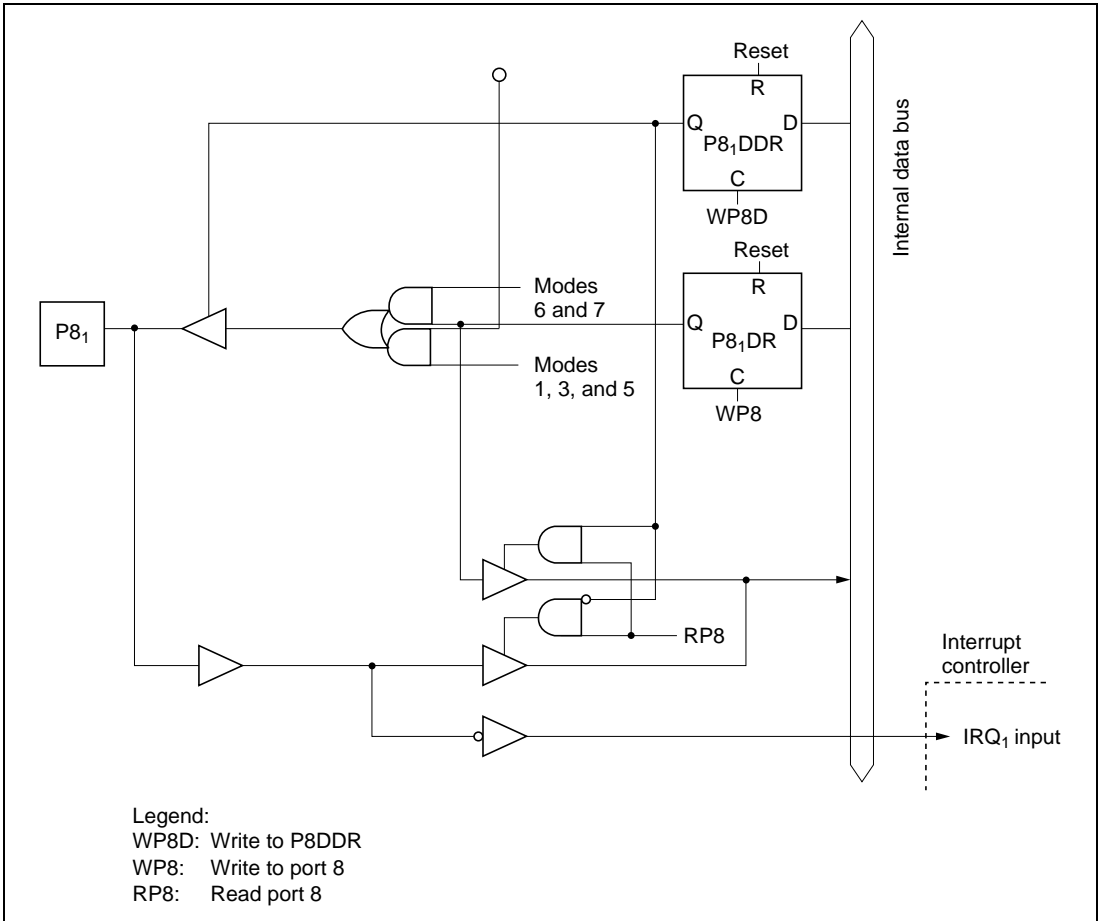 Reset
R
Q D
P8₁DDR
C
WP8D
Internal data bus
Reset
R
Modes
6 and 7
P8₁
Q D
P8₁DR
C
WP8
Modes
1, 3, and 5
RP8
Interrupt
controller
IRQ₁ input
Legend:
WP8D: Write to P8DDR
WP8: Write to port 8
RP8: Read port 8